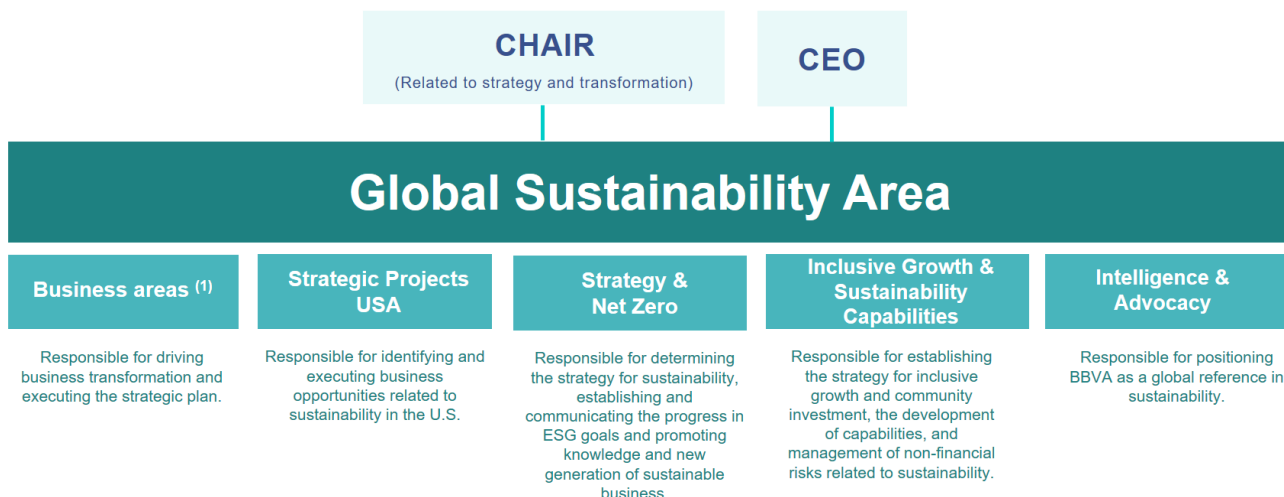 CHAIR
(Related to strategy and transformation)
CEO
Global Sustainability Area
Business areas (1)
Responsible for driving
business transformation and
executing the strategic plan.
Strategic Projects
USA
Responsible for identifying and
executing business
opportunities related to
sustainability in the U.S.
Strategy &
Net Zero
Responsible for determining
the strategy for sustainability,
establishing and
communicating the progress in
ESG goals and promoting
knowledge and new
generation of sustainable
business
Inclusive Growth &
Sustainability
Capabilities
Responsible for establishing
the strategy for inclusive
growth and community
investment, the development
of capabilities, and
management of non-financial
risks related to sustainability.
Intelligence &
Advocacy
Responsible for positioning
BBVA as a global reference in
sustainability.